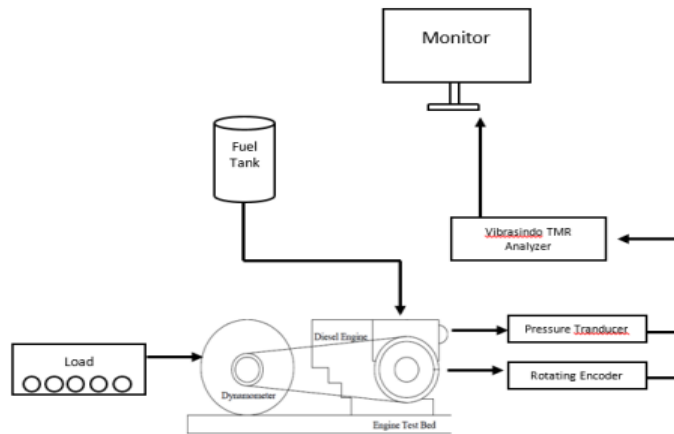 Monitor
Fuel
Tank
Vibrasindo TMR
Analyzer
Diesel Engine
Pressure Tranducer
Load
Rotating Encoder
Dynamometer
Engine Test Bed